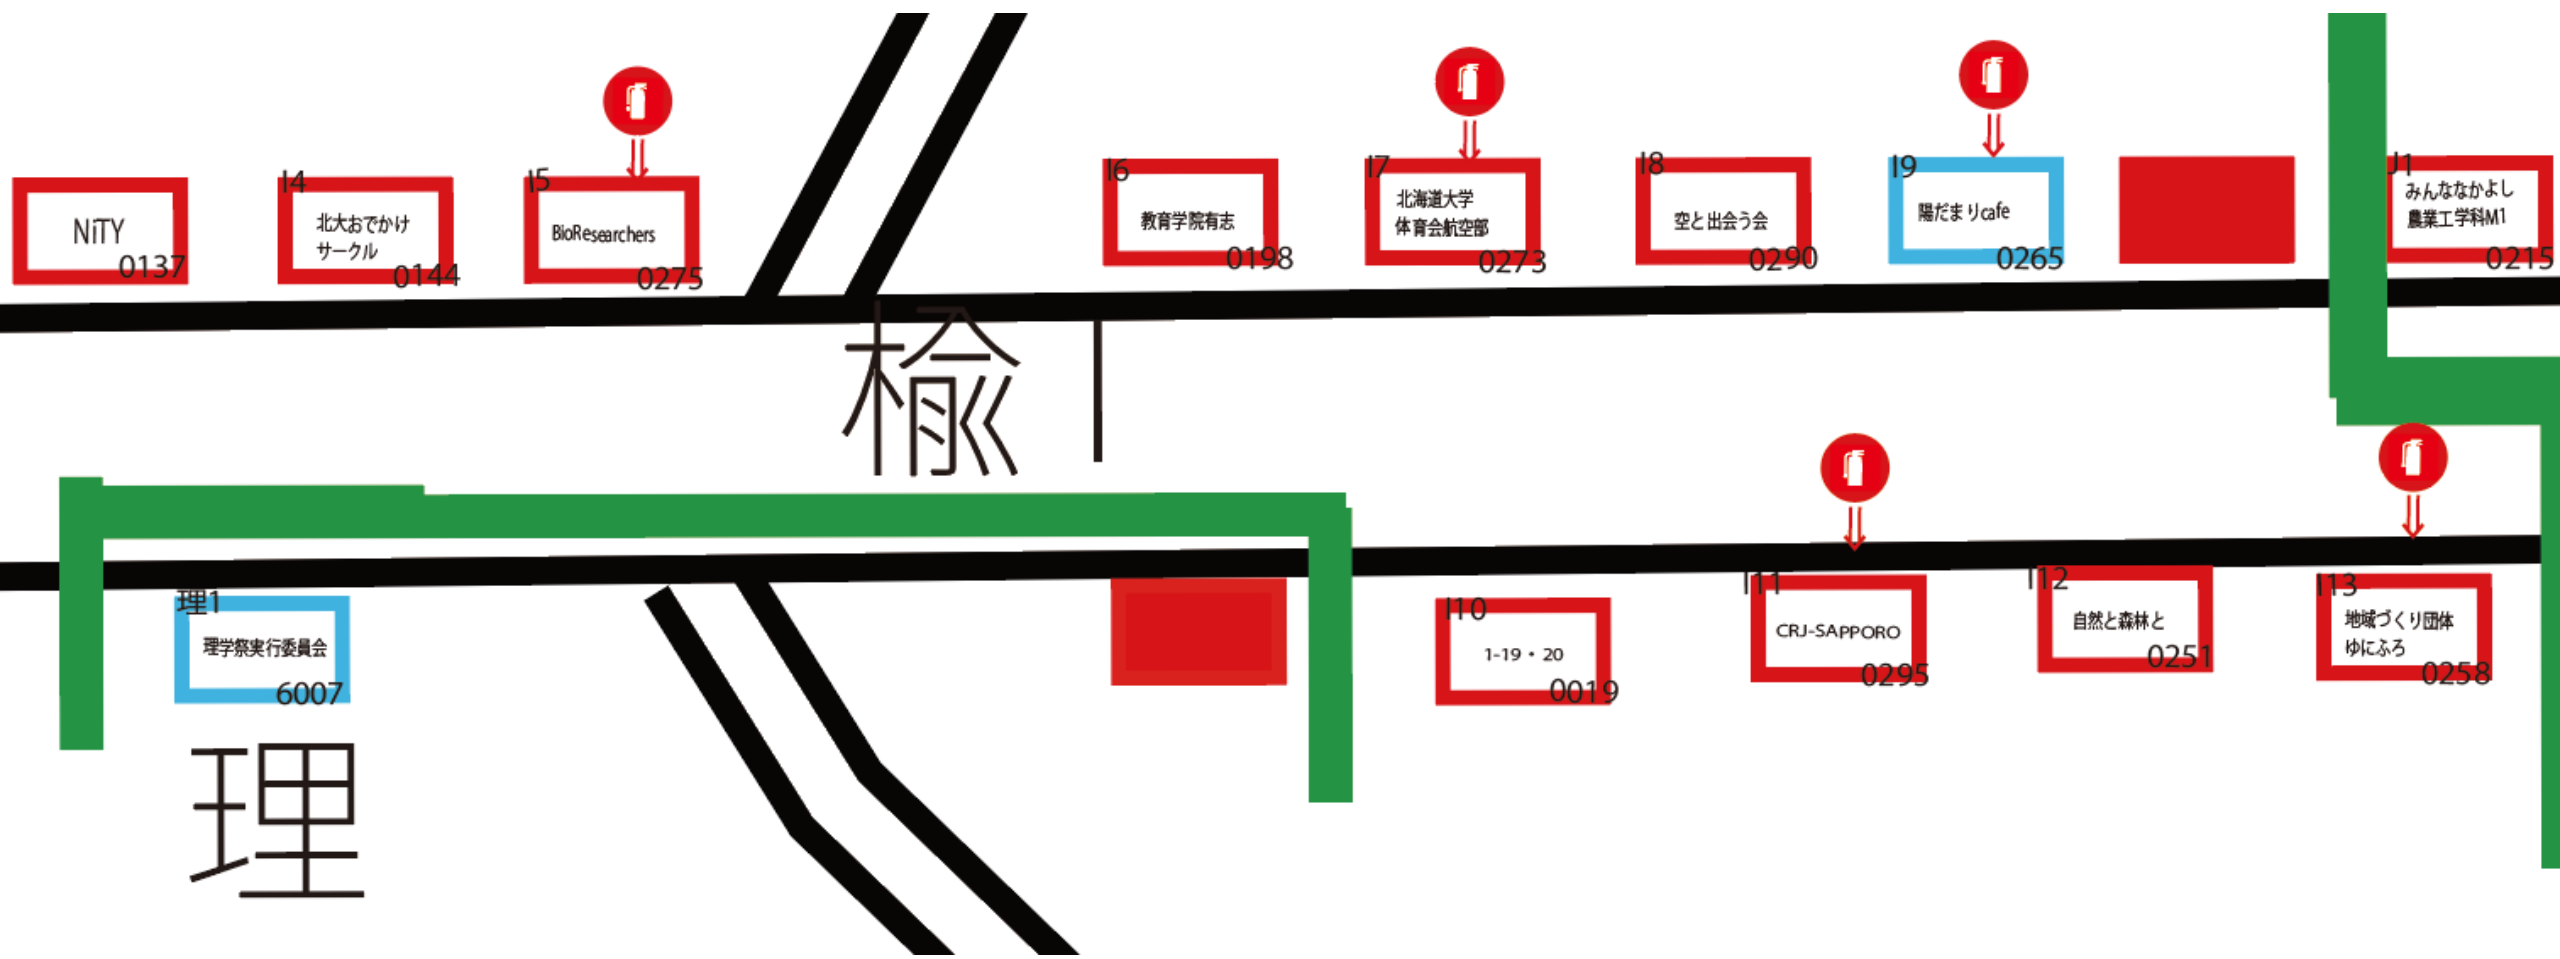 NiTY
0137
I4
北大おでかけ
サークル
0144
I5
BioResearchers
0275
I6
教育学院有志
0198
I7
北海道大学
体育会航空部
0273
I8
空と出会う会
0290
I9
陽だまりcafe
0265
J1
みんななかよし
農業工学科M1
0215
楡 I
理1
理学祭実行委員会
6007
I10
1-19・20
0019
I11
CRJ-SAPPORO
0295
I12
自然と森林と
0251
I13
地域づくり団体
ゆにふろ
0258
理